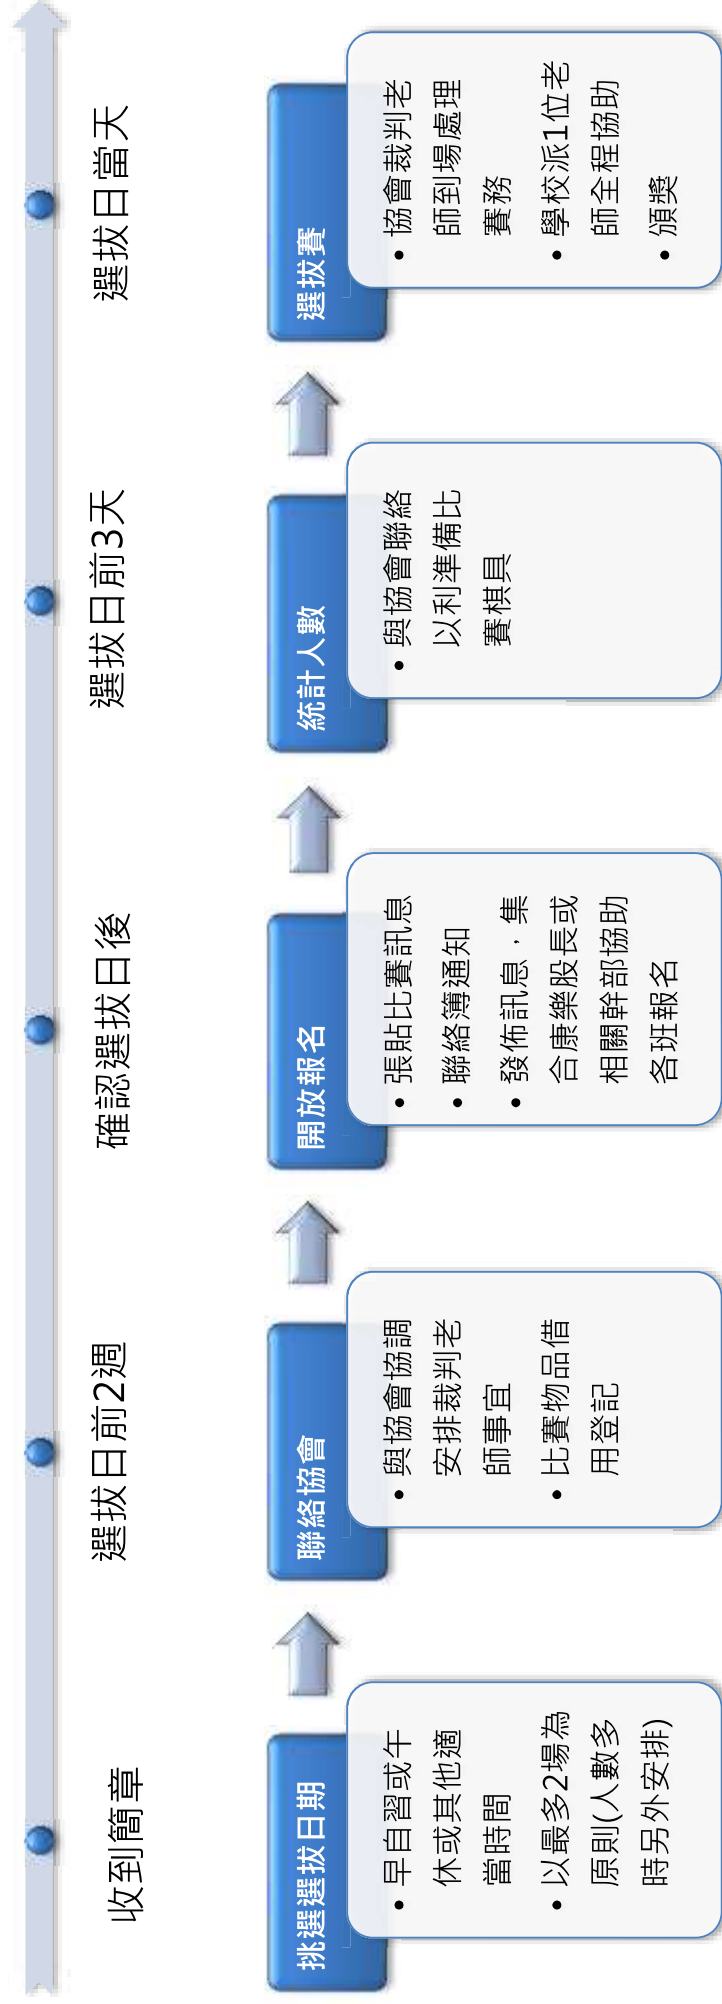 收到簡章
選拔日前2週
確認選拔日後
選拔日前3天
選拔日當天
挑選選拔日期
• 早自習或午
休或其他適
當時間
• 以最多2場為
原則(人數多
時另外安排)
聯絡協會
• 與協會協調
安排裁判老
師事宜
• 比賽物品借
用登記
開放報名
• 張貼比賽訊息
• 聯絡簿通知
• 發佈訊息，集
合康樂股長或
相關幹部協助
各班報名
統計人數
• 與協會聯絡
以利準備比
賽棋具
選拔賽
• 協會裁判老
師到場處理
賽務
• 學校派1位老
師全程協助
• 頒獎